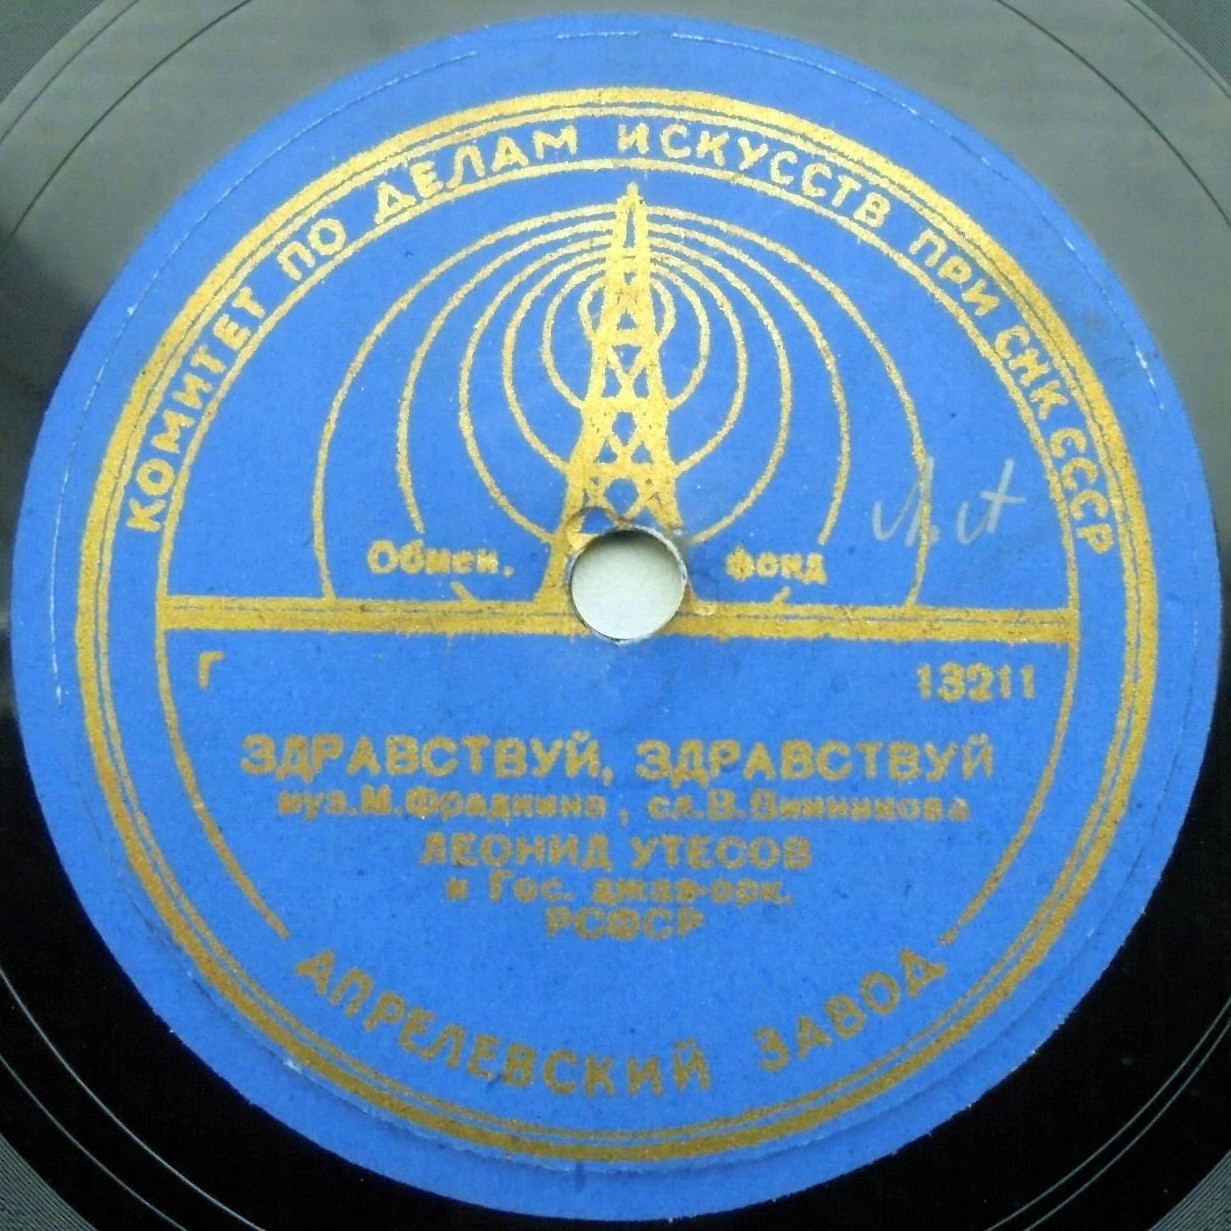 КОМИТЕТ ПО ДЕЛАМ ИСКУССТВ ПРИ СНК СССР
Обмен. фонд
Г 13211
ЗДРАВСТВУЙ, ЗДРАВСТВУЙ
муз. М. Фрадкина, сл. В. Винникова
ЛЕОНИД УТЕСОВ
и Гос. джаз-орк.
РСФСР
АПРЕЛЕВСКИЙ ЗАВОД